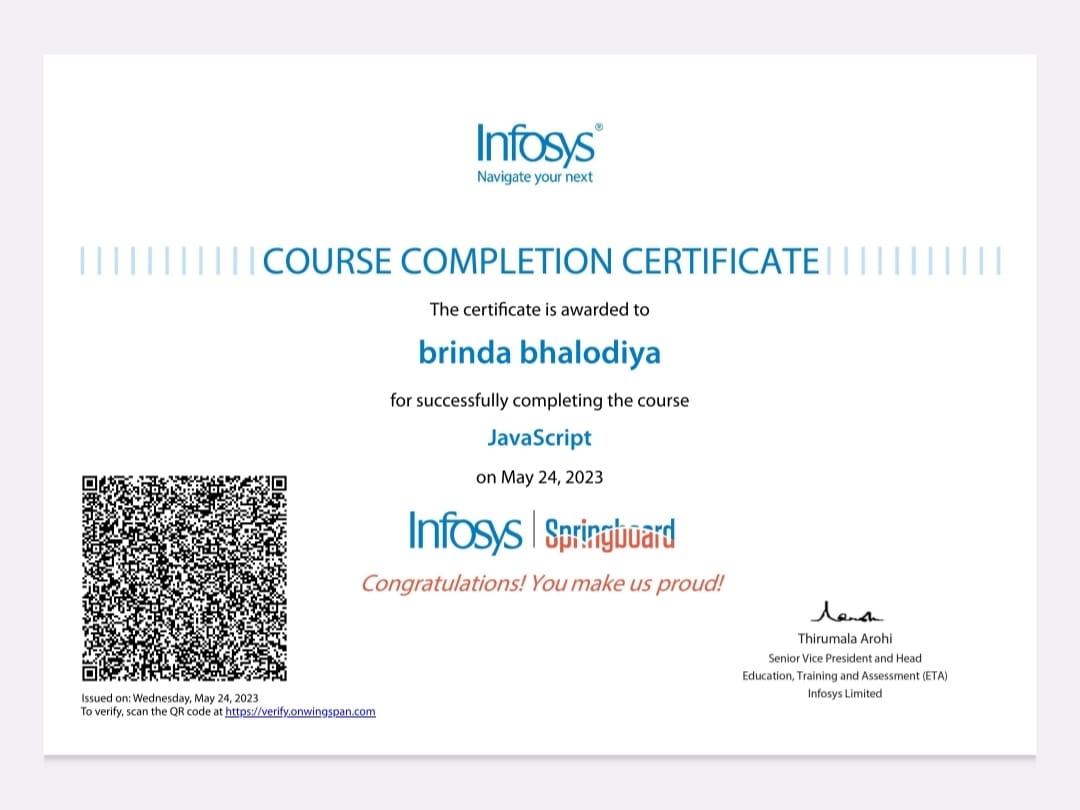 Infosys®
Navigate your next
COURSE COMPLETION CERTIFICATE
The certificate is awarded to
brinda bhalodiya
for successfully completing the course
JavaScript
on May 24, 2023
Infosys | Springboard
Congratulations! You make us proud!
Thirumala Arohi
Senior Vice President and Head
Education, Training and Assessment (ETA)
Infosys Limited
Issued on: Wednesday, May 24, 2023
To verify, scan the QR code at https://verify.onwingspan.com